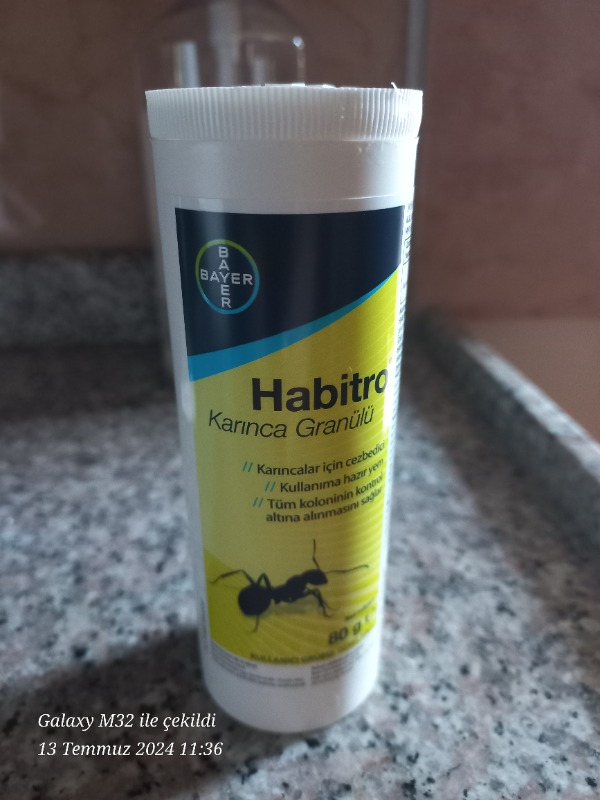 BAYER
BAYER
Habitro
Karınca Granülü
// Karıncalar için cezbedici
// Kullanıma hazır yem
// Tüm koloninin kontrol
altına alınmasını sağlar
80 g
Galaxy M32 ile çekildi
13 Temmuz 2024 11:36